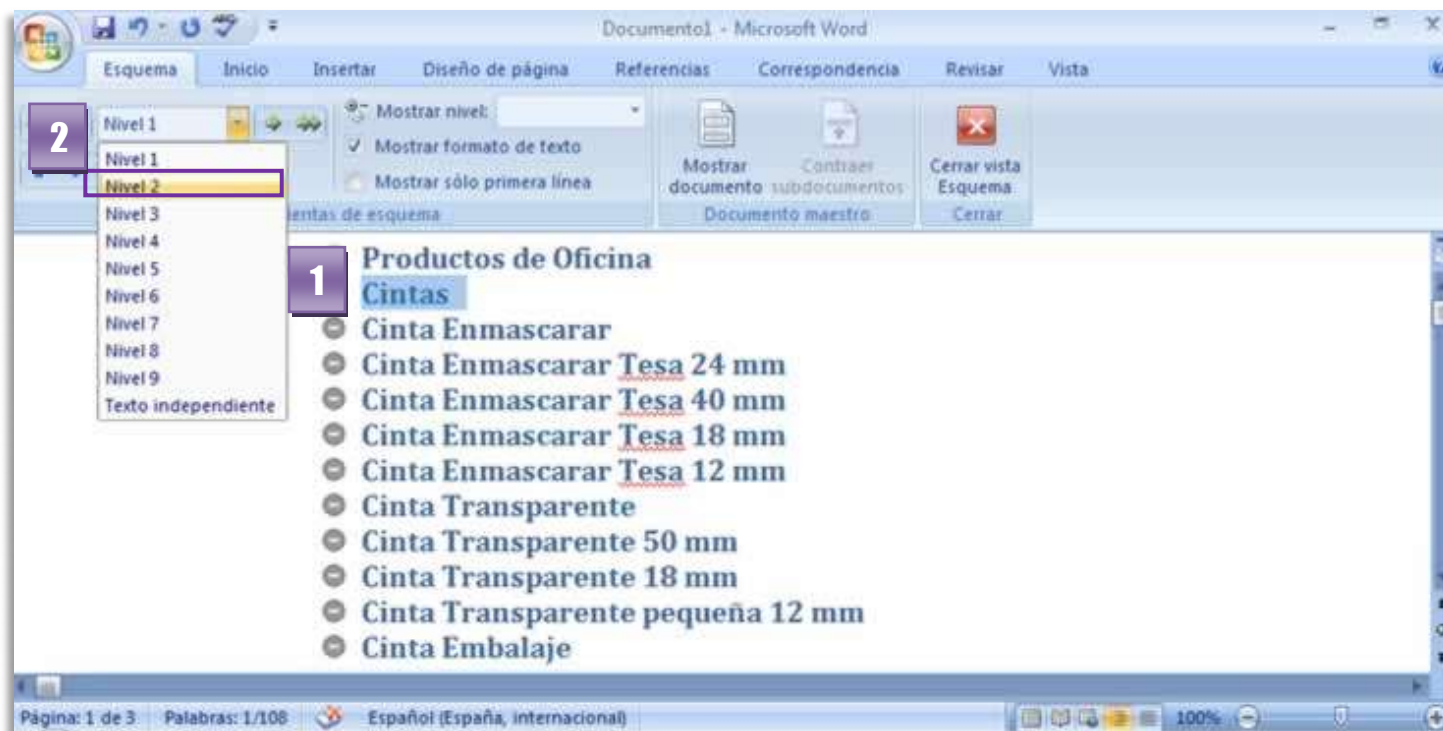 Documento1 - Microsoft Word
Esquema Inicio Insertar Diseño de página Referencias Correspondencia Revisar Vista
2
Nivel 1
Mostrar nivel:
Mostrar formato de texto
Mostrar sólo primera línea
Mostrar documento
Contraer subdocumentos
Cerrar vista Esquema
de esquema
Documento maestro
Cerrar
Nivel 1
Nivel 2
Nivel 3
Nivel 4
Nivel 5
Nivel 6
Nivel 7
Nivel 8
Nivel 9
Texto independiente
1
Productos de Oficina
Cintas
Cinta Enmascarar
Cinta Enmascarar Tesa 24 mm
Cinta Enmascarar Tesa 40 mm
Cinta Enmascarar Tesa 18 mm
Cinta Enmascarar Tesa 12 mm
Cinta Transparente
Cinta Transparente 50 mm
Cinta Transparente 18 mm
Cinta Transparente pequeña 12 mm
Cinta Embalaje
Página: 1 de 3 Palabras: 1/108 Español (España, internacional) 100%